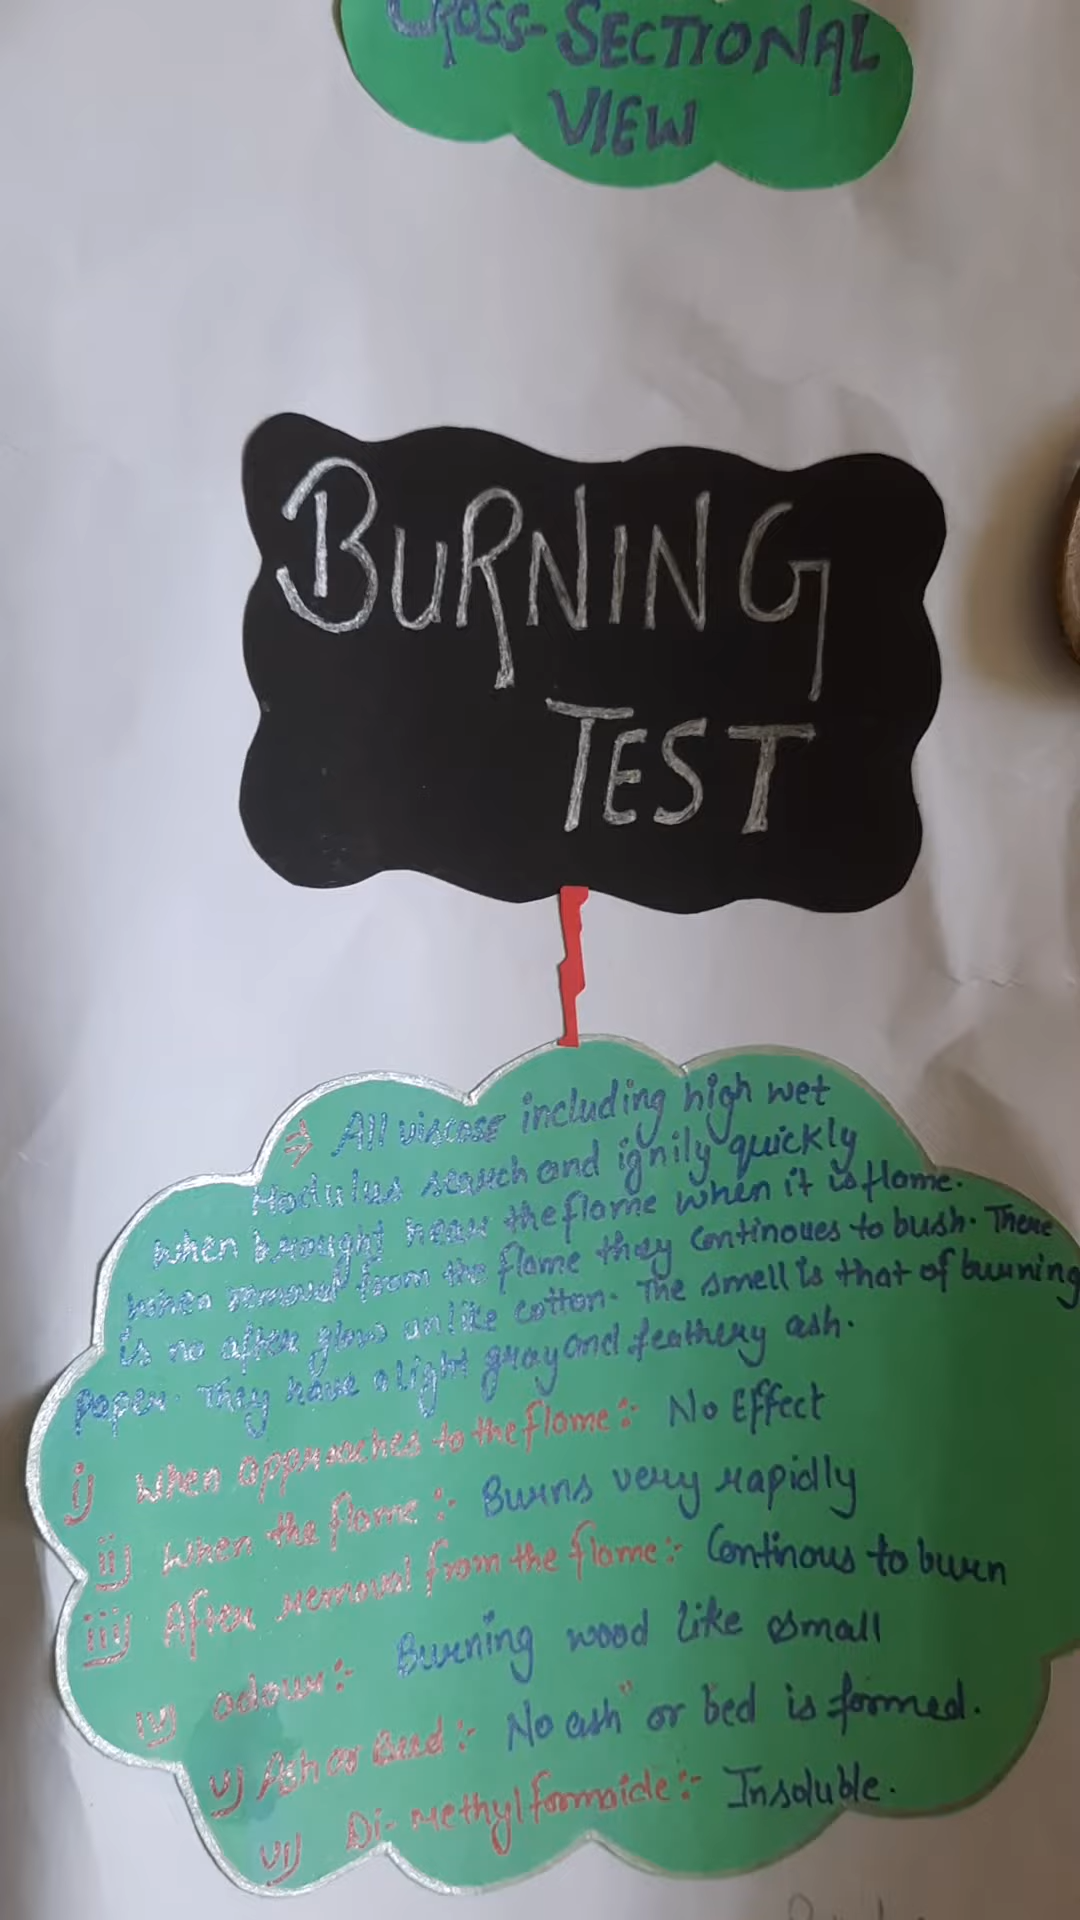 CROSS-SECTIONAL
VIEW
BURNING
TEST
⇒ All viscose including high wet
Modulus scauch and ignily quickly
when brought near the flame when it is flame.
when removal from the flame they continoues to bush. There
is no after glow unlike cotton. The smell is that of burning
paper. They have a light gray and feathery ash.
i) When approaches to the flome:- No Effect
ii) When the flame:- Burns very rapidly
iii) After removal from the flame:- Continous to burn
iv) odour:- Burning wood like small
v) Ash or Bead:- No ash" or bed is formed.
vi) Di-Methyl formaide:- Insoluble.